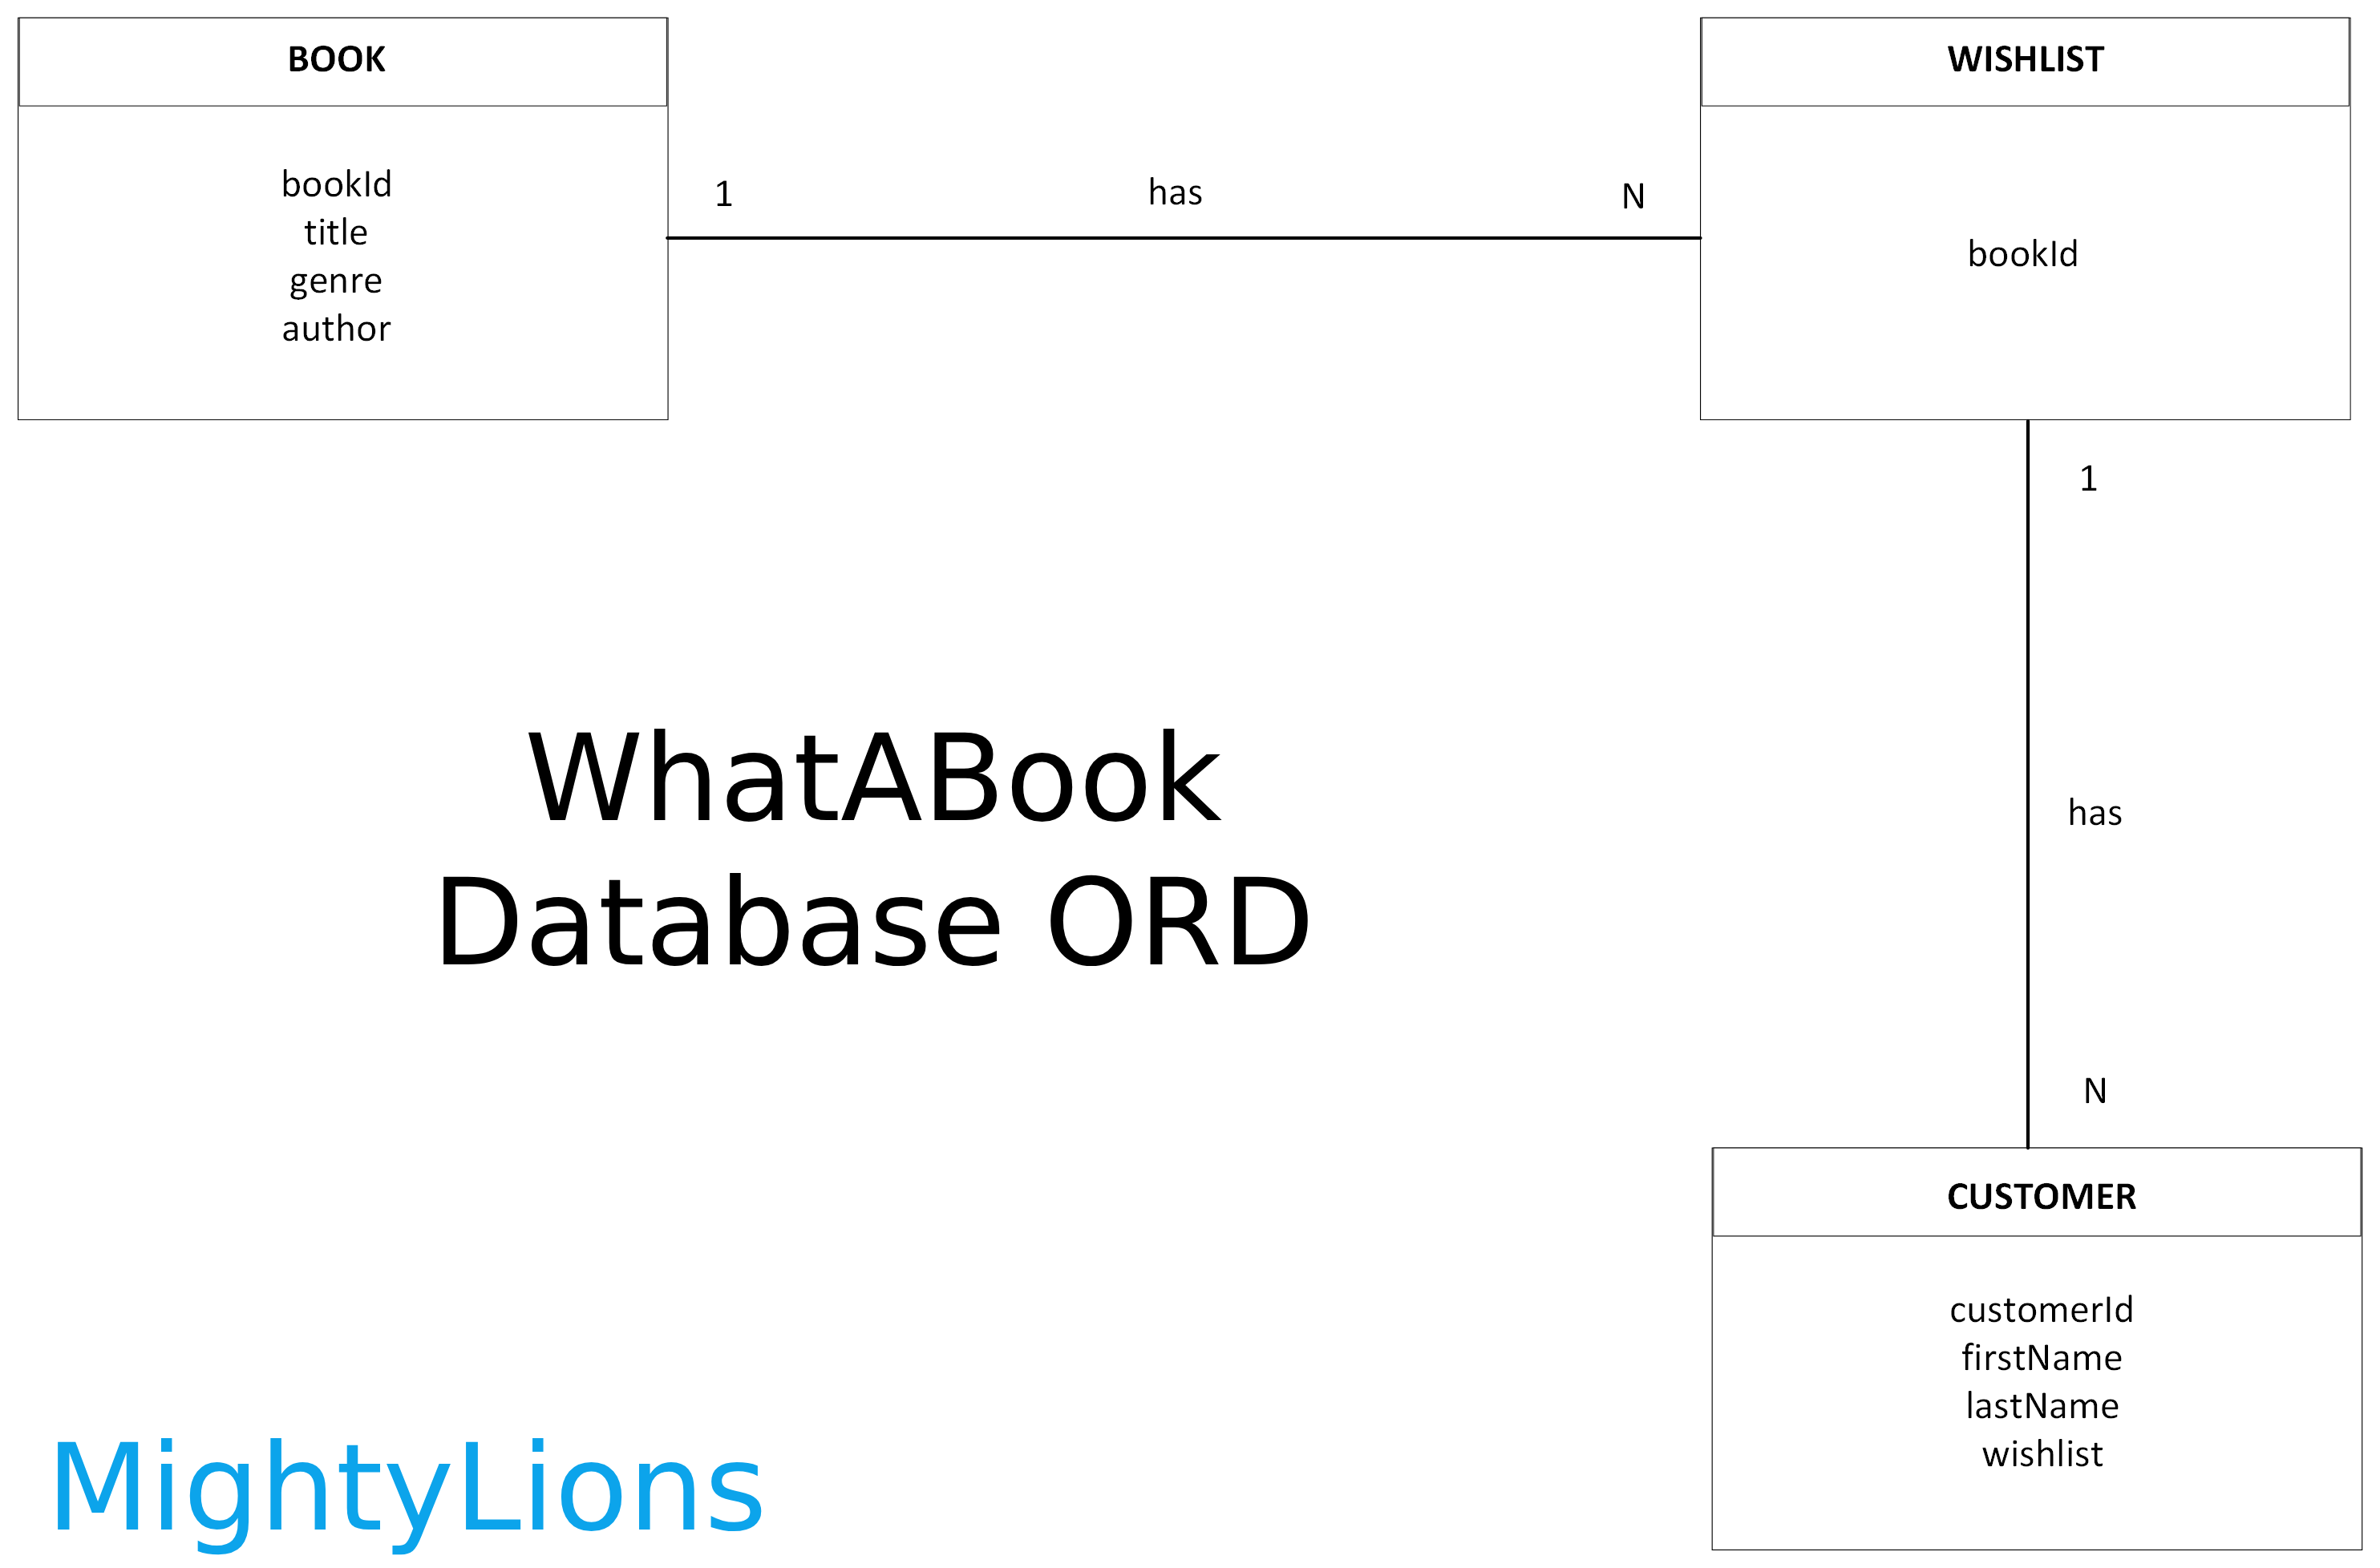 BOOK
bookId
title
genre
author
1
has
N
WISHLIST
bookId
1
has
N
WhatABook
Database ORD
CUSTOMER
customerId
firstName
lastName
wishlist
MightyLions